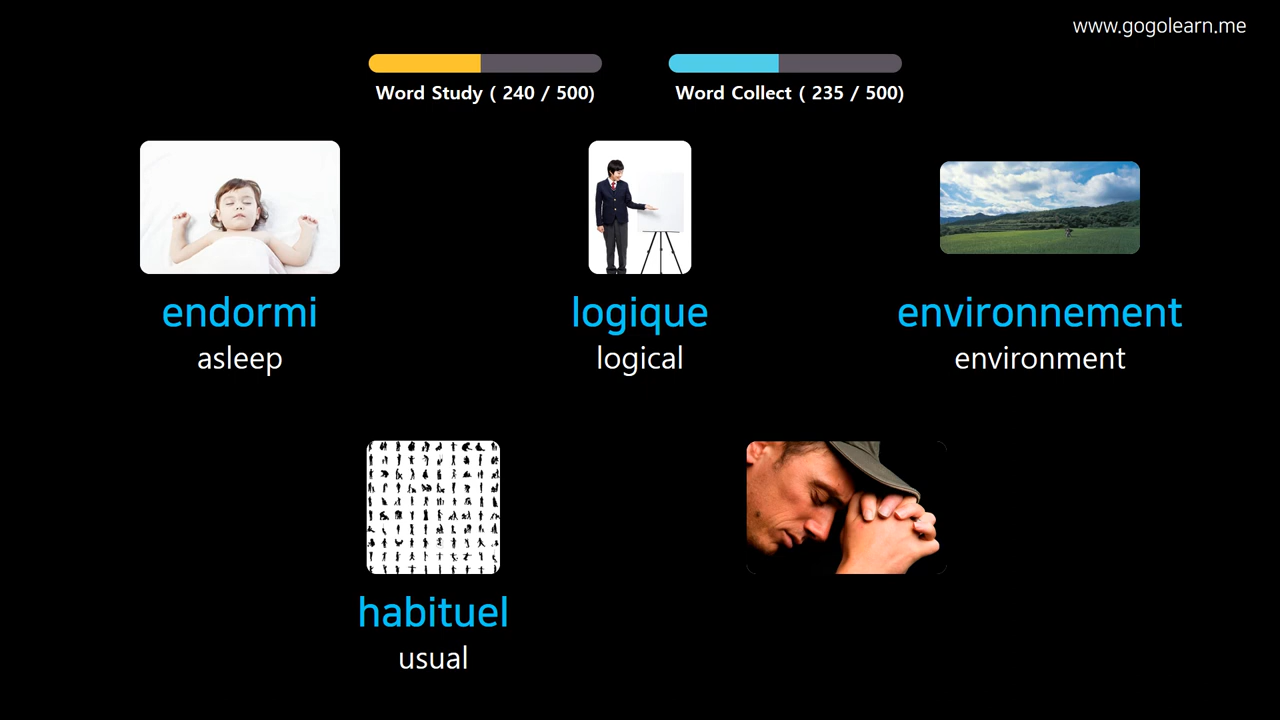 www.gogolearn.me
Word Study ( 240 / 500)
Word Collect ( 235 / 500)
endormi
asleep
logique
logical
environnement
environment
habituel
usual